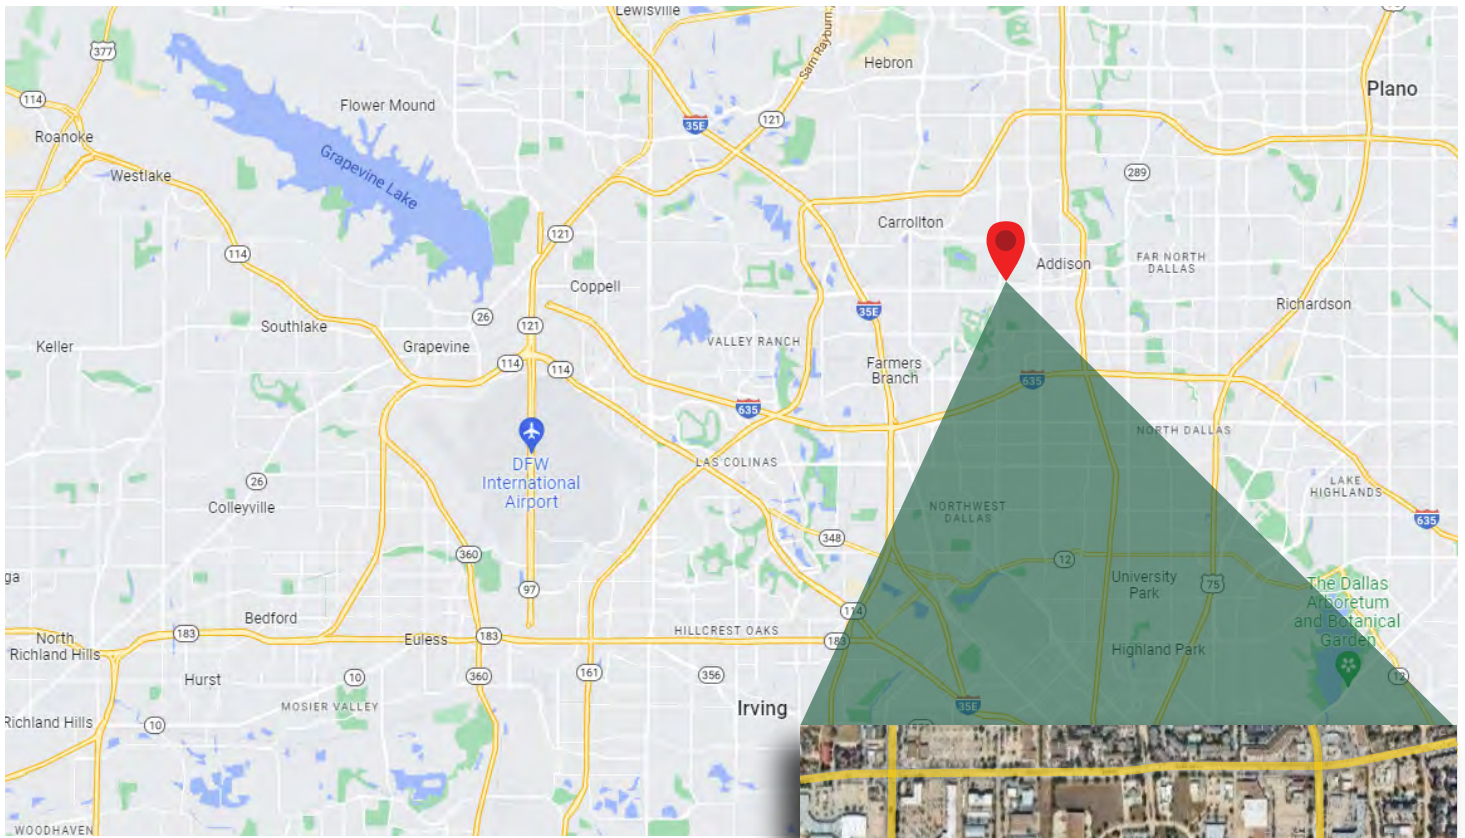 Lewisville
Sam Rayburn
377
Hebron
Plano
114
Flower Mound
121
35E
Roanoke
Grapevine Lake
Westlake
289
Carrollton
121
114
Addison
FAR NORTH
DALLAS
Coppell
Richardson
26
35E
Southlake
121
Keller
Grapevine
VALLEY RANCH
114
114
Farmers
Branch
635
635
DFW
International
Airport
NORTH DALLAS
LAS COLINAS
26
LAKE
HIGHLANDS
Colleyville
NORTHWEST
DALLAS
635
348
360
12
ga
University
Park
75
The Dallas
Arboretum
and Botanical
Garden
97
114
Bedford
183
North
Richland Hills
Euless
183
HILLCREST OAKS
183
Highland Park
Hurst
10
360
161
356
12
MOSIER VALLEY
Irving
35E
Richland Hills
10
WOODHAVEN